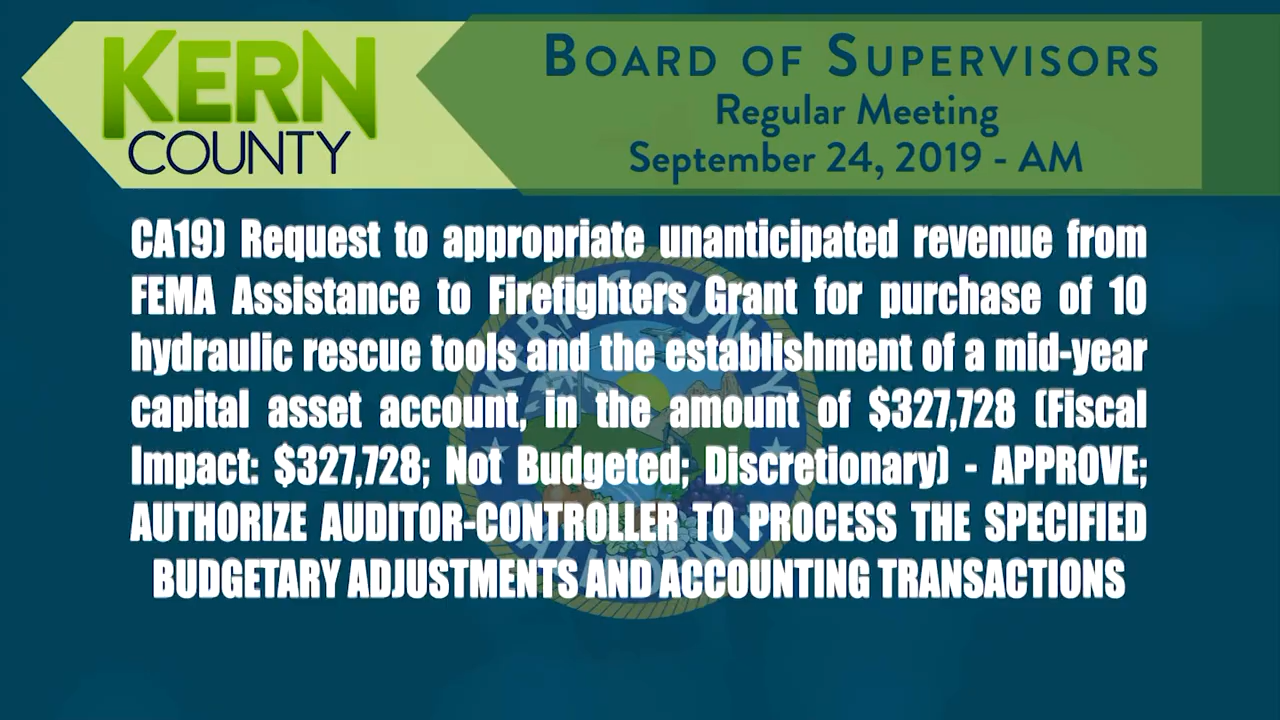 KERN
COUNTY
BOARD OF SUPERVISORS
Regular Meeting
September 24, 2019 - AM
CA19) Request to appropriate unanticipated revenue from
FEMA Assistance to Firefighters Grant for purchase of 10
hydraulic rescue tools and the establishment of a mid-year
capital asset account, in the amount of $327,728 (Fiscal
Impact: $327,728; Not Budgeted; Discretionary) - APPROVE;
AUTHORIZE AUDITOR-CONTROLLER TO PROCESS THE SPECIFIED
BUDGETARY ADJUSTMENTS AND ACCOUNTING TRANSACTIONS
KERN COUNTY